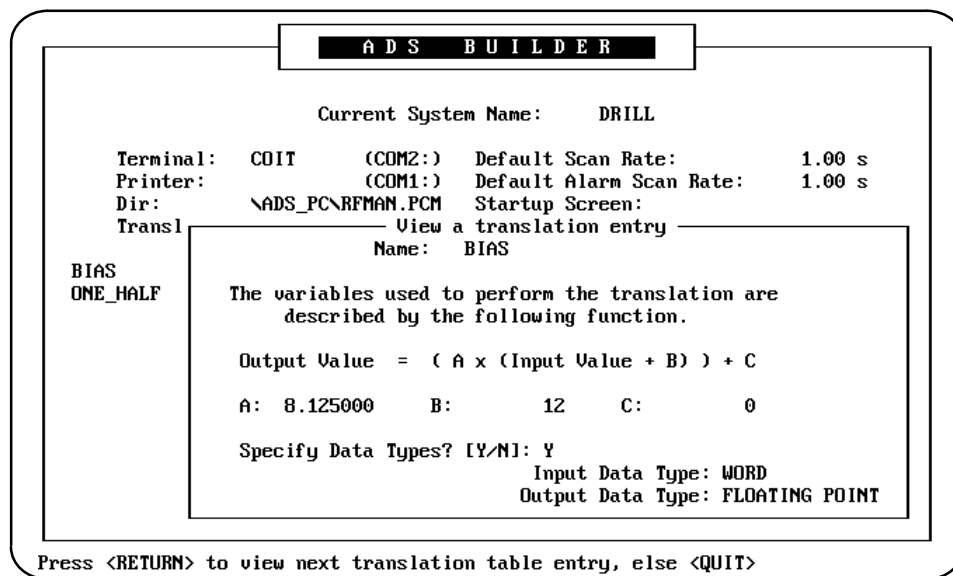 ADS BUILDER
Current System Name: DRILL
Terminal: COIT (COM2:) Default Scan Rate: 1.00 s
Printer: (COM1:) Default Alarm Scan Rate: 1.00 s
Dir: \ADS_PC\RFMAN.PCM Startup Screen:
Transl View a translation entry
Name: BIAS
BIAS
ONE_HALF The variables used to perform the translation are
described by the following function.
Output Value = ( A x (Input Value + B) ) + C
A: 8.125000 B: 12 C: 0
Specify Data Types? [Y/N]: Y
Input Data Type: WORD
Output Data Type: FLOATING POINT
Press <RETURN> to view next translation table entry, else <QUIT>